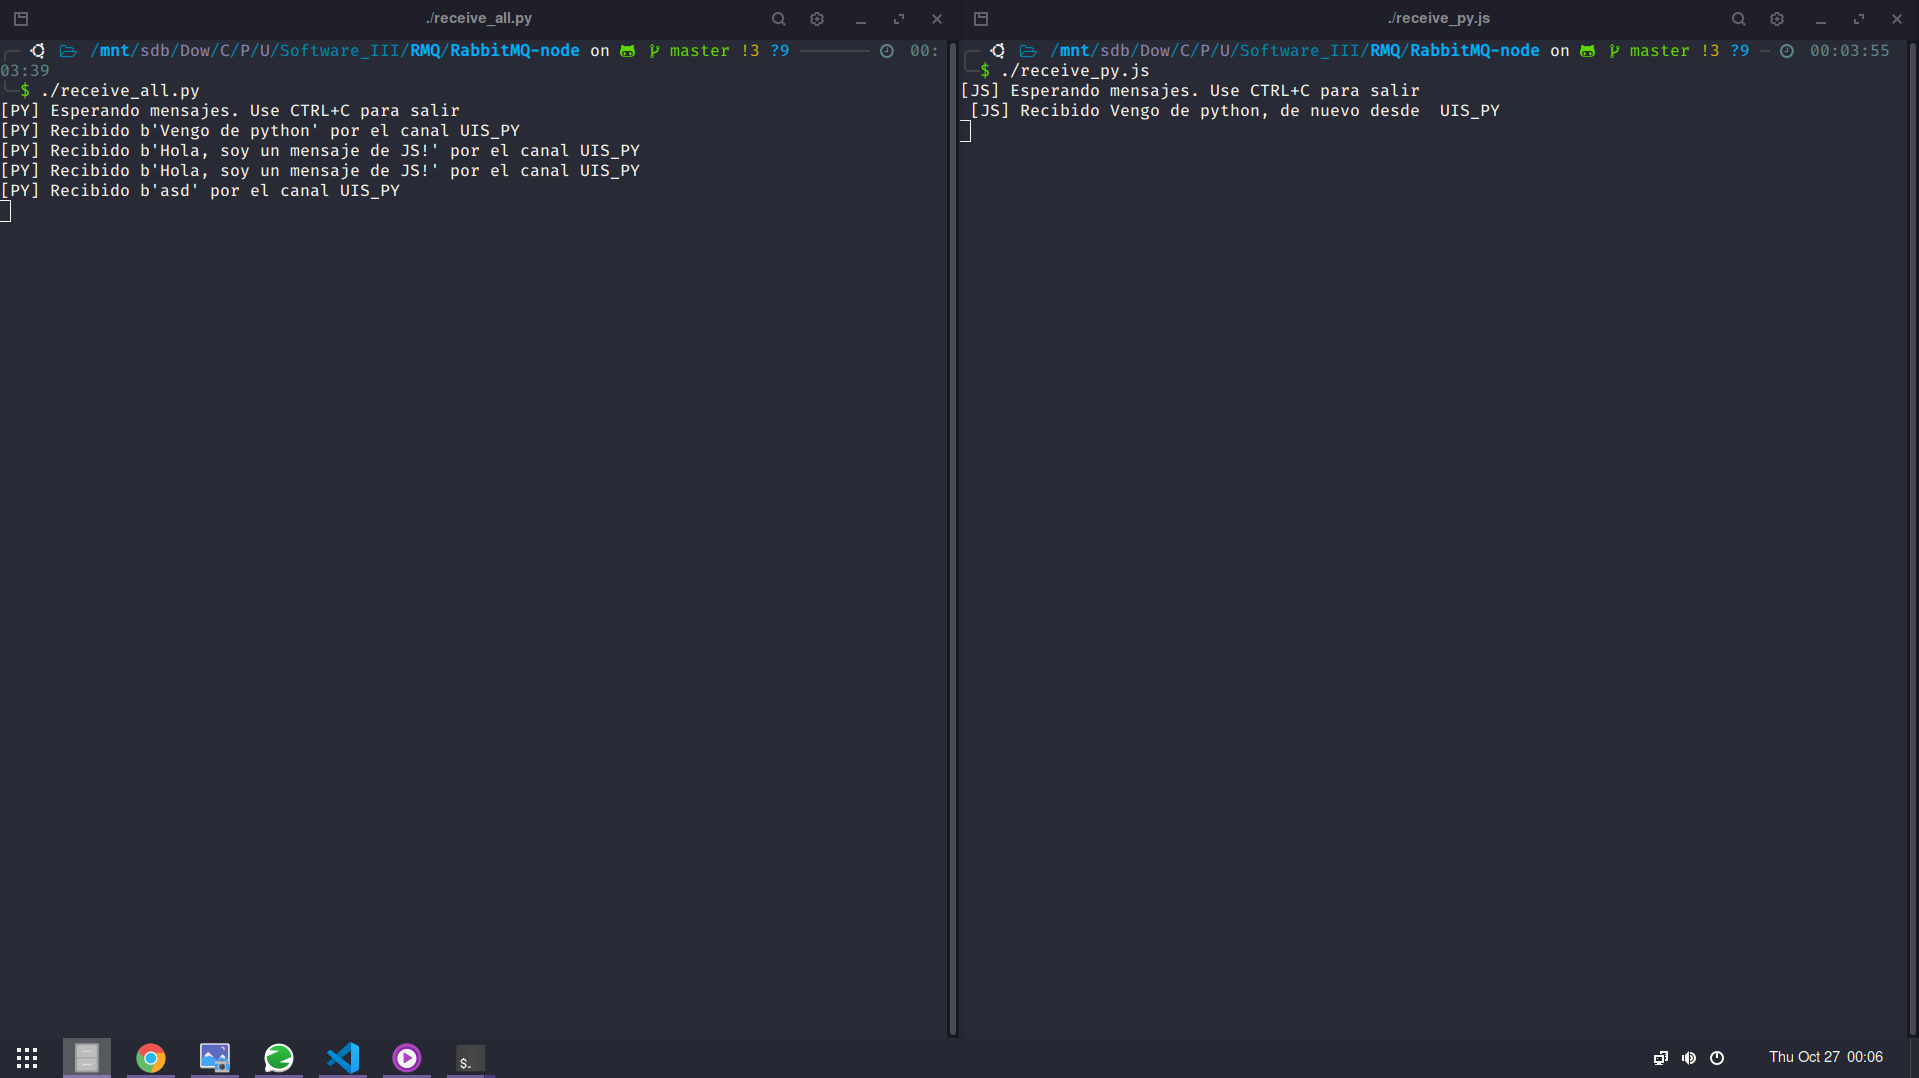 ./receive_all.py
/mnt/sdb/Dow/C/P/U/Software_III/RMQ/RabbitMQ-node on master !3 ?9 00:
03:39
$ ./receive_all.py
[PY] Esperando mensajes. Use CTRL+C para salir
[PY] Recibido b'Vengo de python' por el canal UIS_PY
[PY] Recibido b'Hola, soy un mensaje de JS!' por el canal UIS_PY
[PY] Recibido b'Hola, soy un mensaje de JS!' por el canal UIS_PY
[PY] Recibido b'asd' por el canal UIS_PY
./receive_py.js
/mnt/sdb/Dow/C/P/U/Software_III/RMQ/RabbitMQ-node on master !3 ?9 00:03:55
$ ./receive_py.js
[JS] Esperando mensajes. Use CTRL+C para salir
[JS] Recibido Vengo de python, de nuevo desde  UIS_PY
$.
Thu Oct 27 00:06